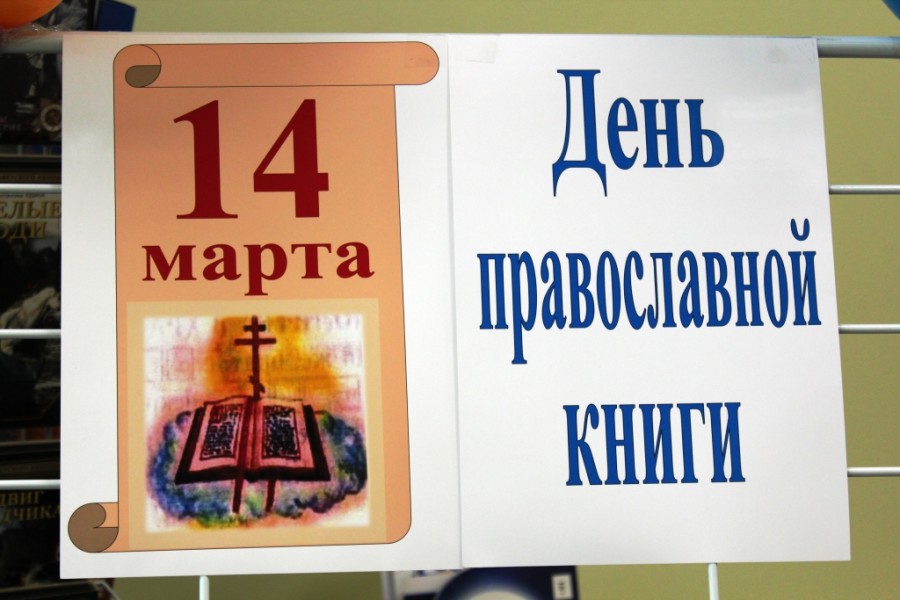 14
марта
День
православной
книги